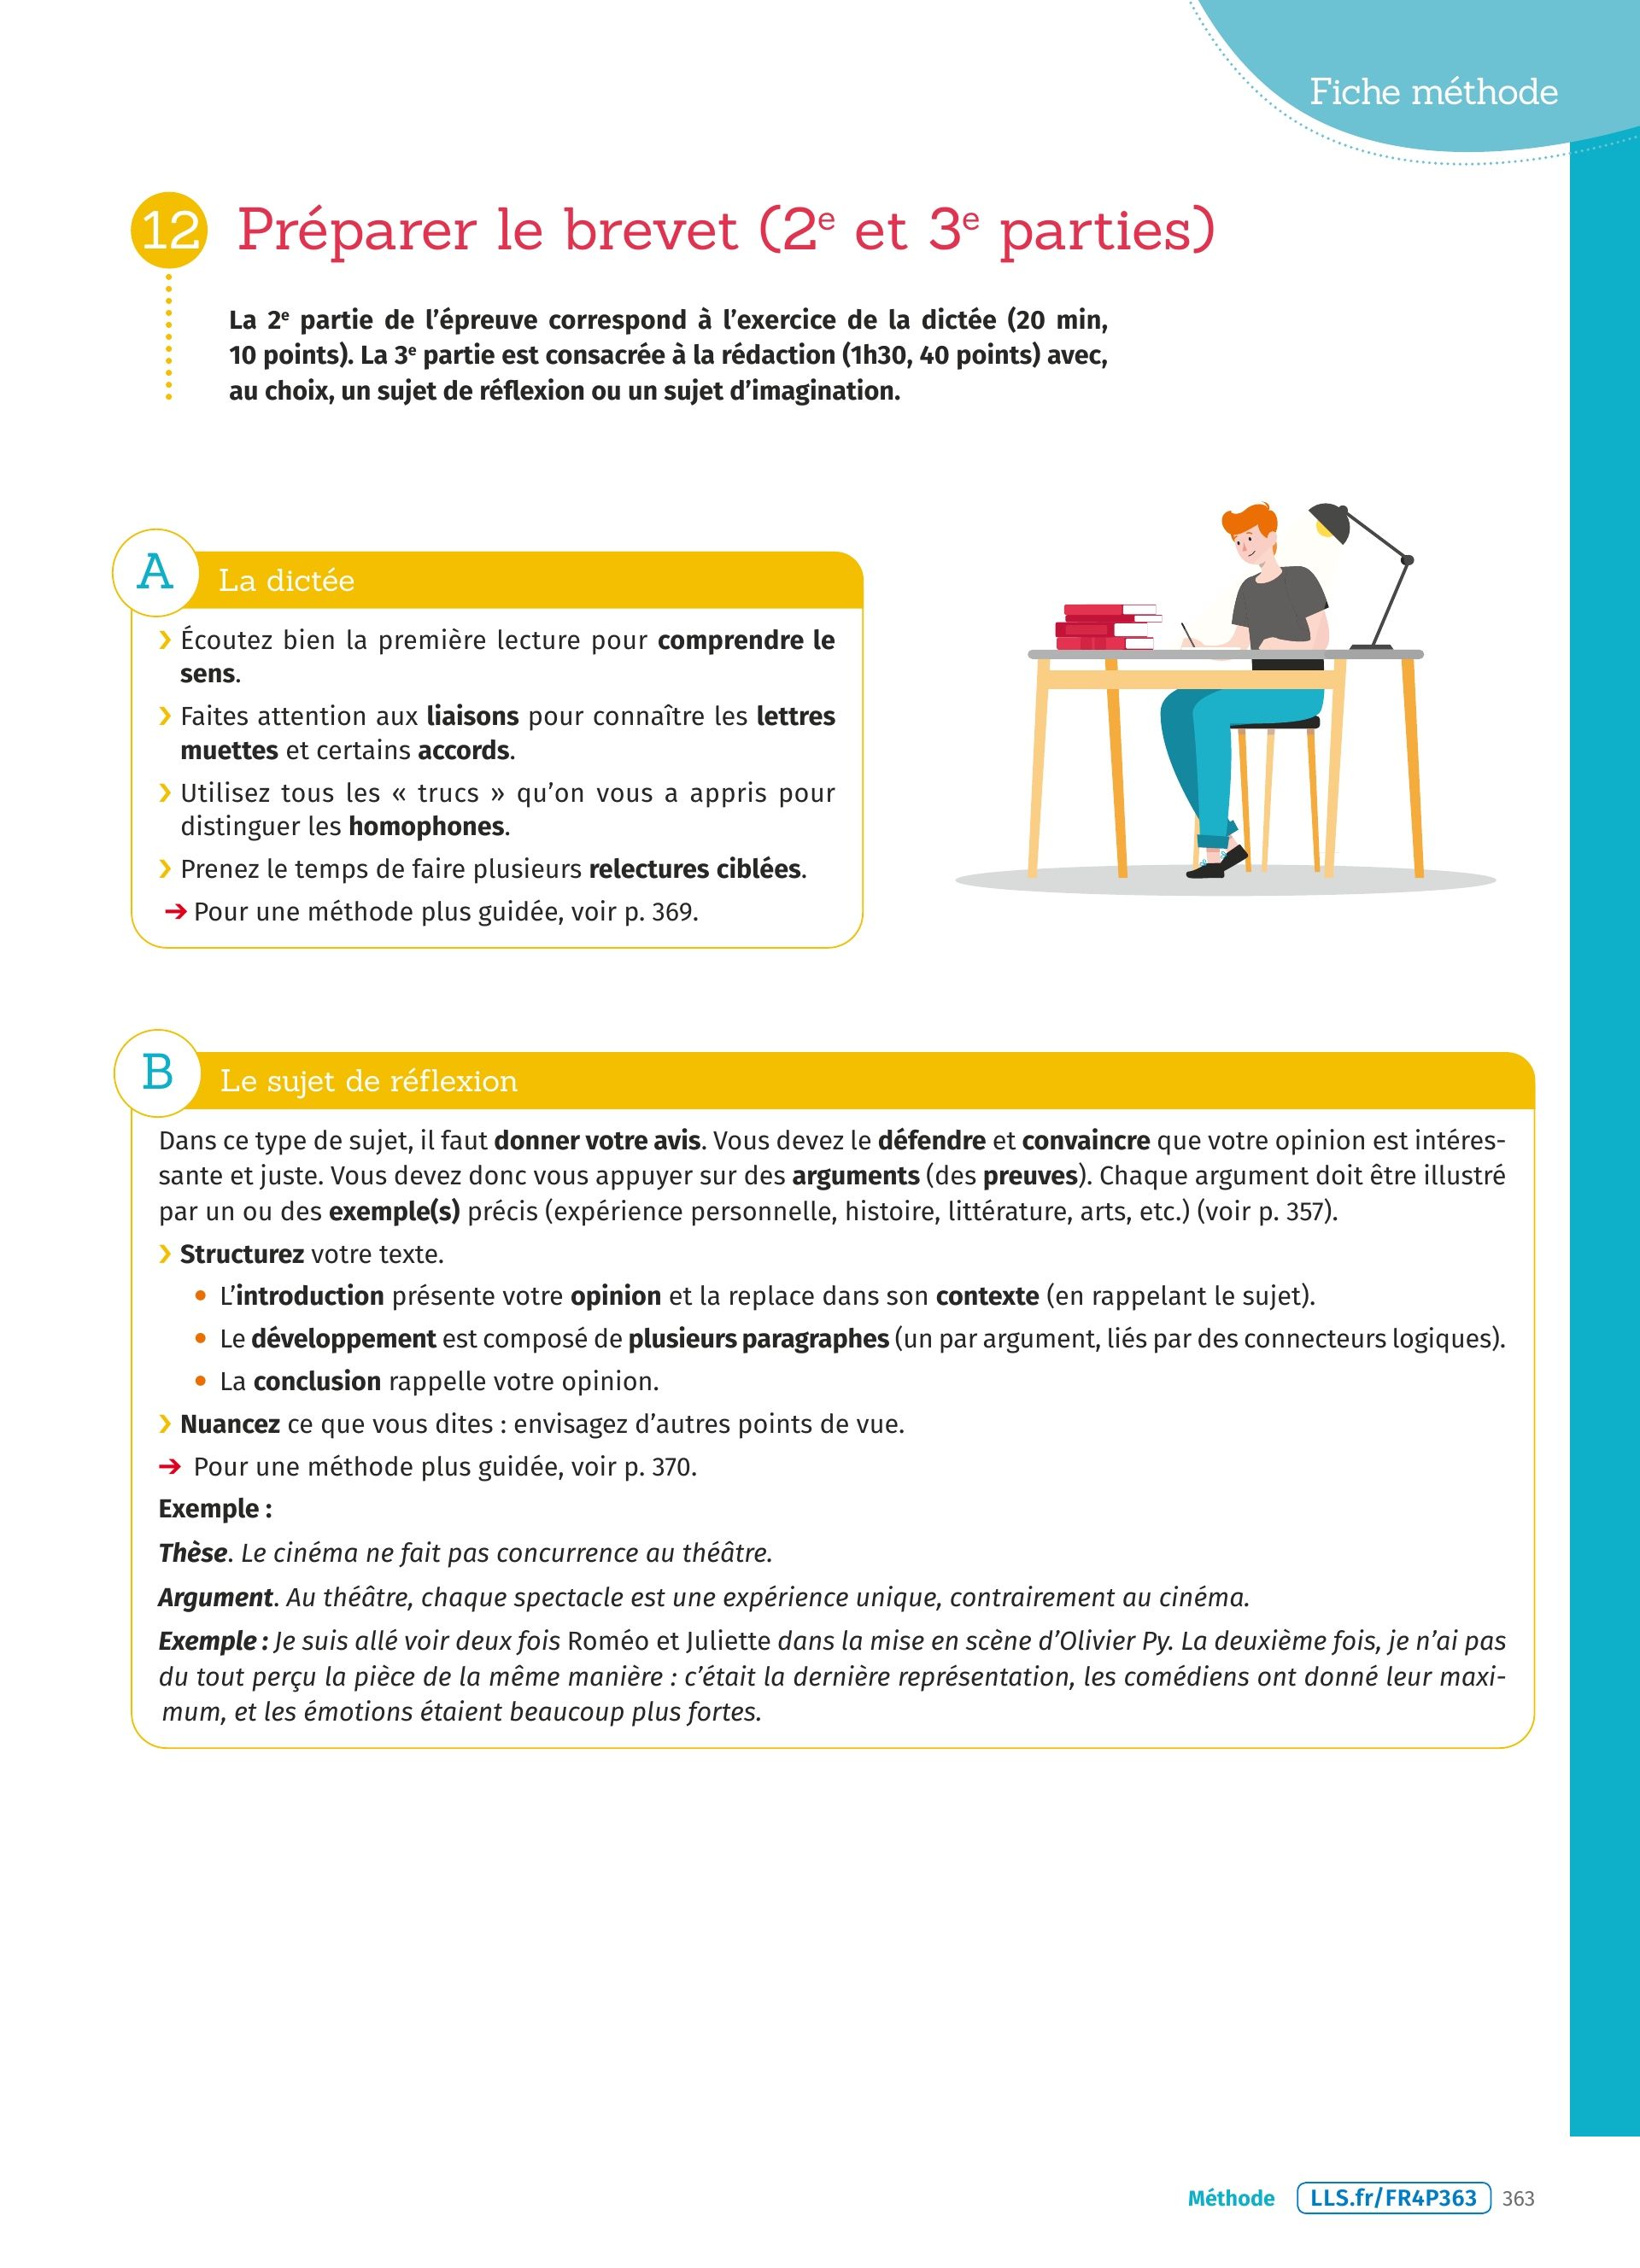 Fiche méthode
12 Préparer le brevet (2e et 3e parties)
La 2e partie de l’épreuve correspond à l’exercice de la dictée (20 min,
10 points). La 3e partie est consacrée à la rédaction (1h30, 40 points) avec,
au choix, un sujet de réflexion ou un sujet d’imagination.
A La dictée
› Écoutez bien la première lecture pour comprendre le
sens.
› Faites attention aux liaisons pour connaître les lettres
muettes et certains accords.
› Utilisez tous les « trucs » qu’on vous a appris pour
distinguer les homophones.
› Prenez le temps de faire plusieurs relectures ciblées.
➔ Pour une méthode plus guidée, voir p. 369.
B Le sujet de réflexion
Dans ce type de sujet, il faut donner votre avis. Vous devez le défendre et convaincre que votre opinion est intéres-
sante et juste. Vous devez donc vous appuyer sur des arguments (des preuves). Chaque argument doit être illustré
par un ou des exemple(s) précis (expérience personnelle, histoire, littérature, arts, etc.) (voir p. 357).
› Structurez votre texte.
• L’introduction présente votre opinion et la replace dans son contexte (en rappelant le sujet).
• Le développement est composé de plusieurs paragraphes (un par argument, liés par des connecteurs logiques).
• La conclusion rappelle votre opinion.
› Nuancez ce que vous dites : envisagez d’autres points de vue.
➔ Pour une méthode plus guidée, voir p. 370.
Exemple :
Thèse. Le cinéma ne fait pas concurrence au théâtre.
Argument. Au théâtre, chaque spectacle est une expérience unique, contrairement au cinéma.
Exemple : Je suis allé voir deux fois Roméo et Juliette dans la mise en scène d’Olivier Py. La deuxième fois, je n’ai pas
du tout perçu la pièce de la même manière : c’était la dernière représentation, les comédiens ont donné leur maxi-
mum, et les émotions étaient beaucoup plus fortes.
Méthode LLS.fr/FR4P363 363